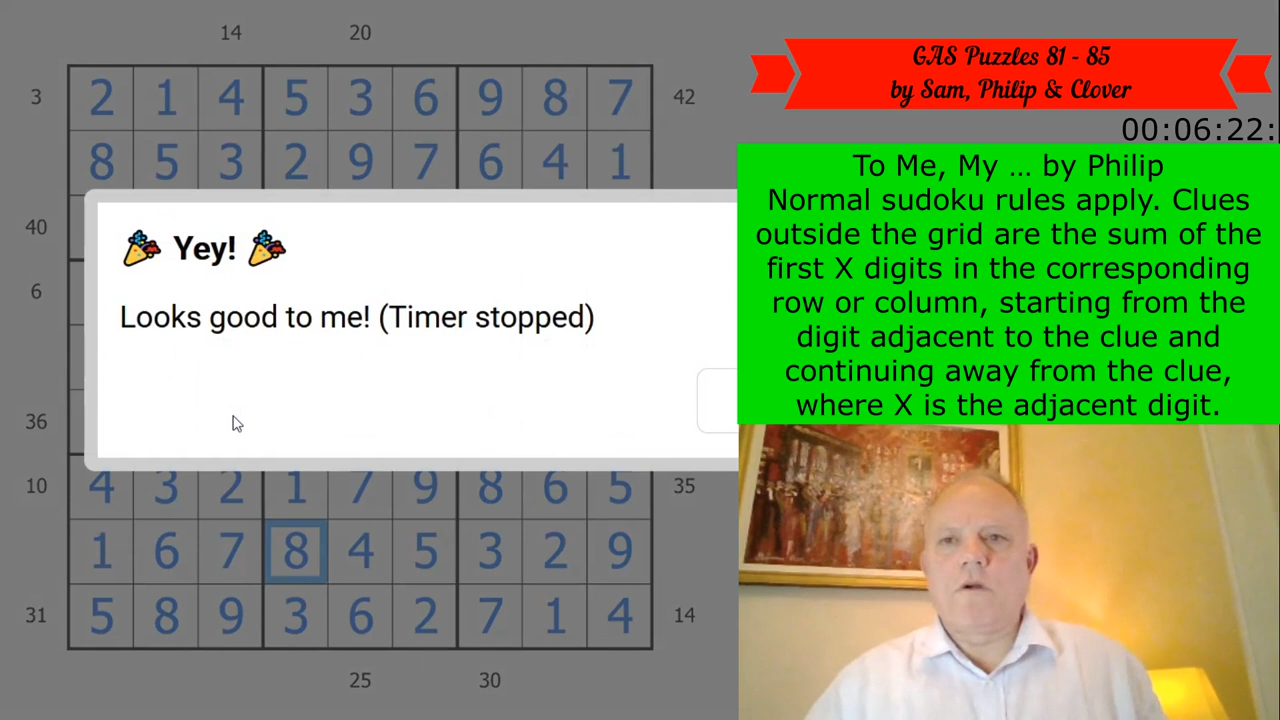 14 20
3 2 1 4 5 3 6 9 8 7 42
8 5 3 2 9 7 6 4 1
40
🎉 Yey! 🎉
6
Looks good to me! (Timer stopped)
36
10 4 3 2 1 7 9 8 6 5 35
1 6 7 8 4 5 3 2 9
31 5 8 9 3 6 2 7 1 4 14
25 30
GAS Puzzles 81 - 85
by Sam, Philip & Clover
00:06:22:
To Me, My ... by Philip
Normal sudoku rules apply. Clues
outside the grid are the sum of the
first X digits in the corresponding
row or column, starting from the
digit adjacent to the clue and
continuing away from the clue,
where X is the adjacent digit.